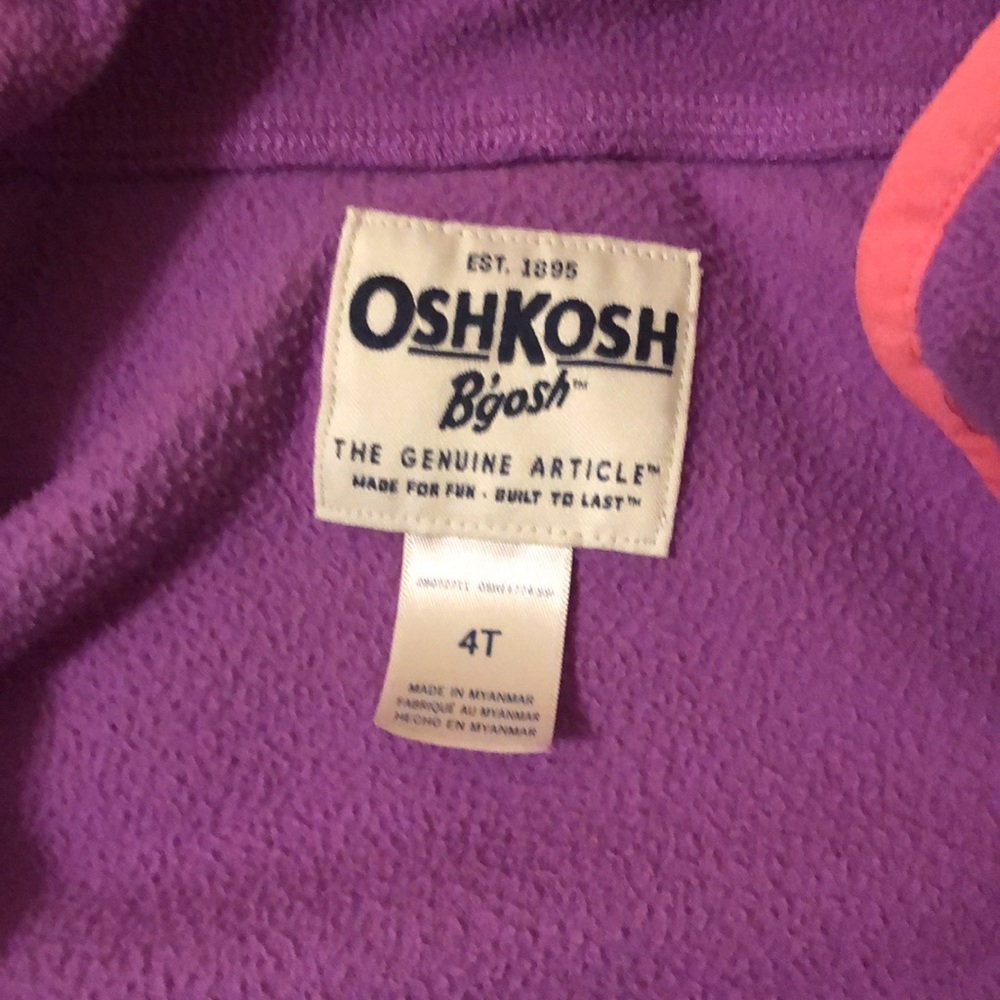 EST. 1895
OSHKOSH
B'gosh™
THE GENUINE ARTICLE™
MADE FOR FUN - BUILT TO LAST™
4T
MADE IN MYANMAR
FABRIQUÉ AU MYANMAR
HECHO EN MYANMAR